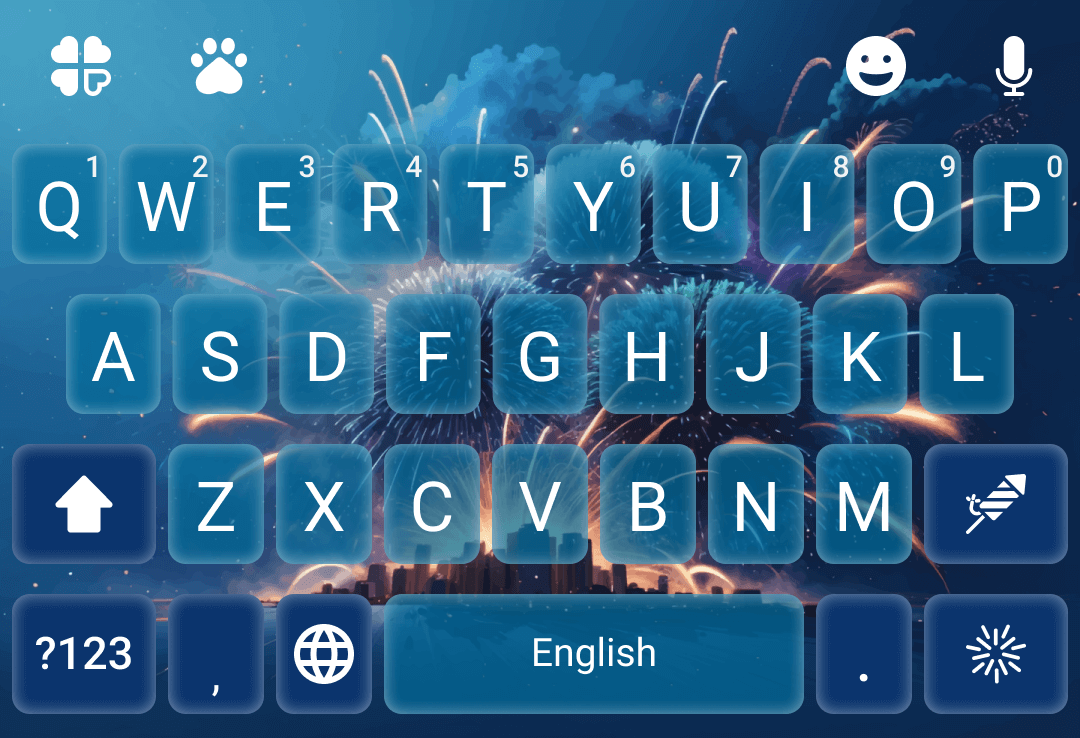 1 2 3 4 5 6 7 8 9 0
Q W E R T Y U I O P
A S D F G H J K L
Z X C V B N M
?123 , English .